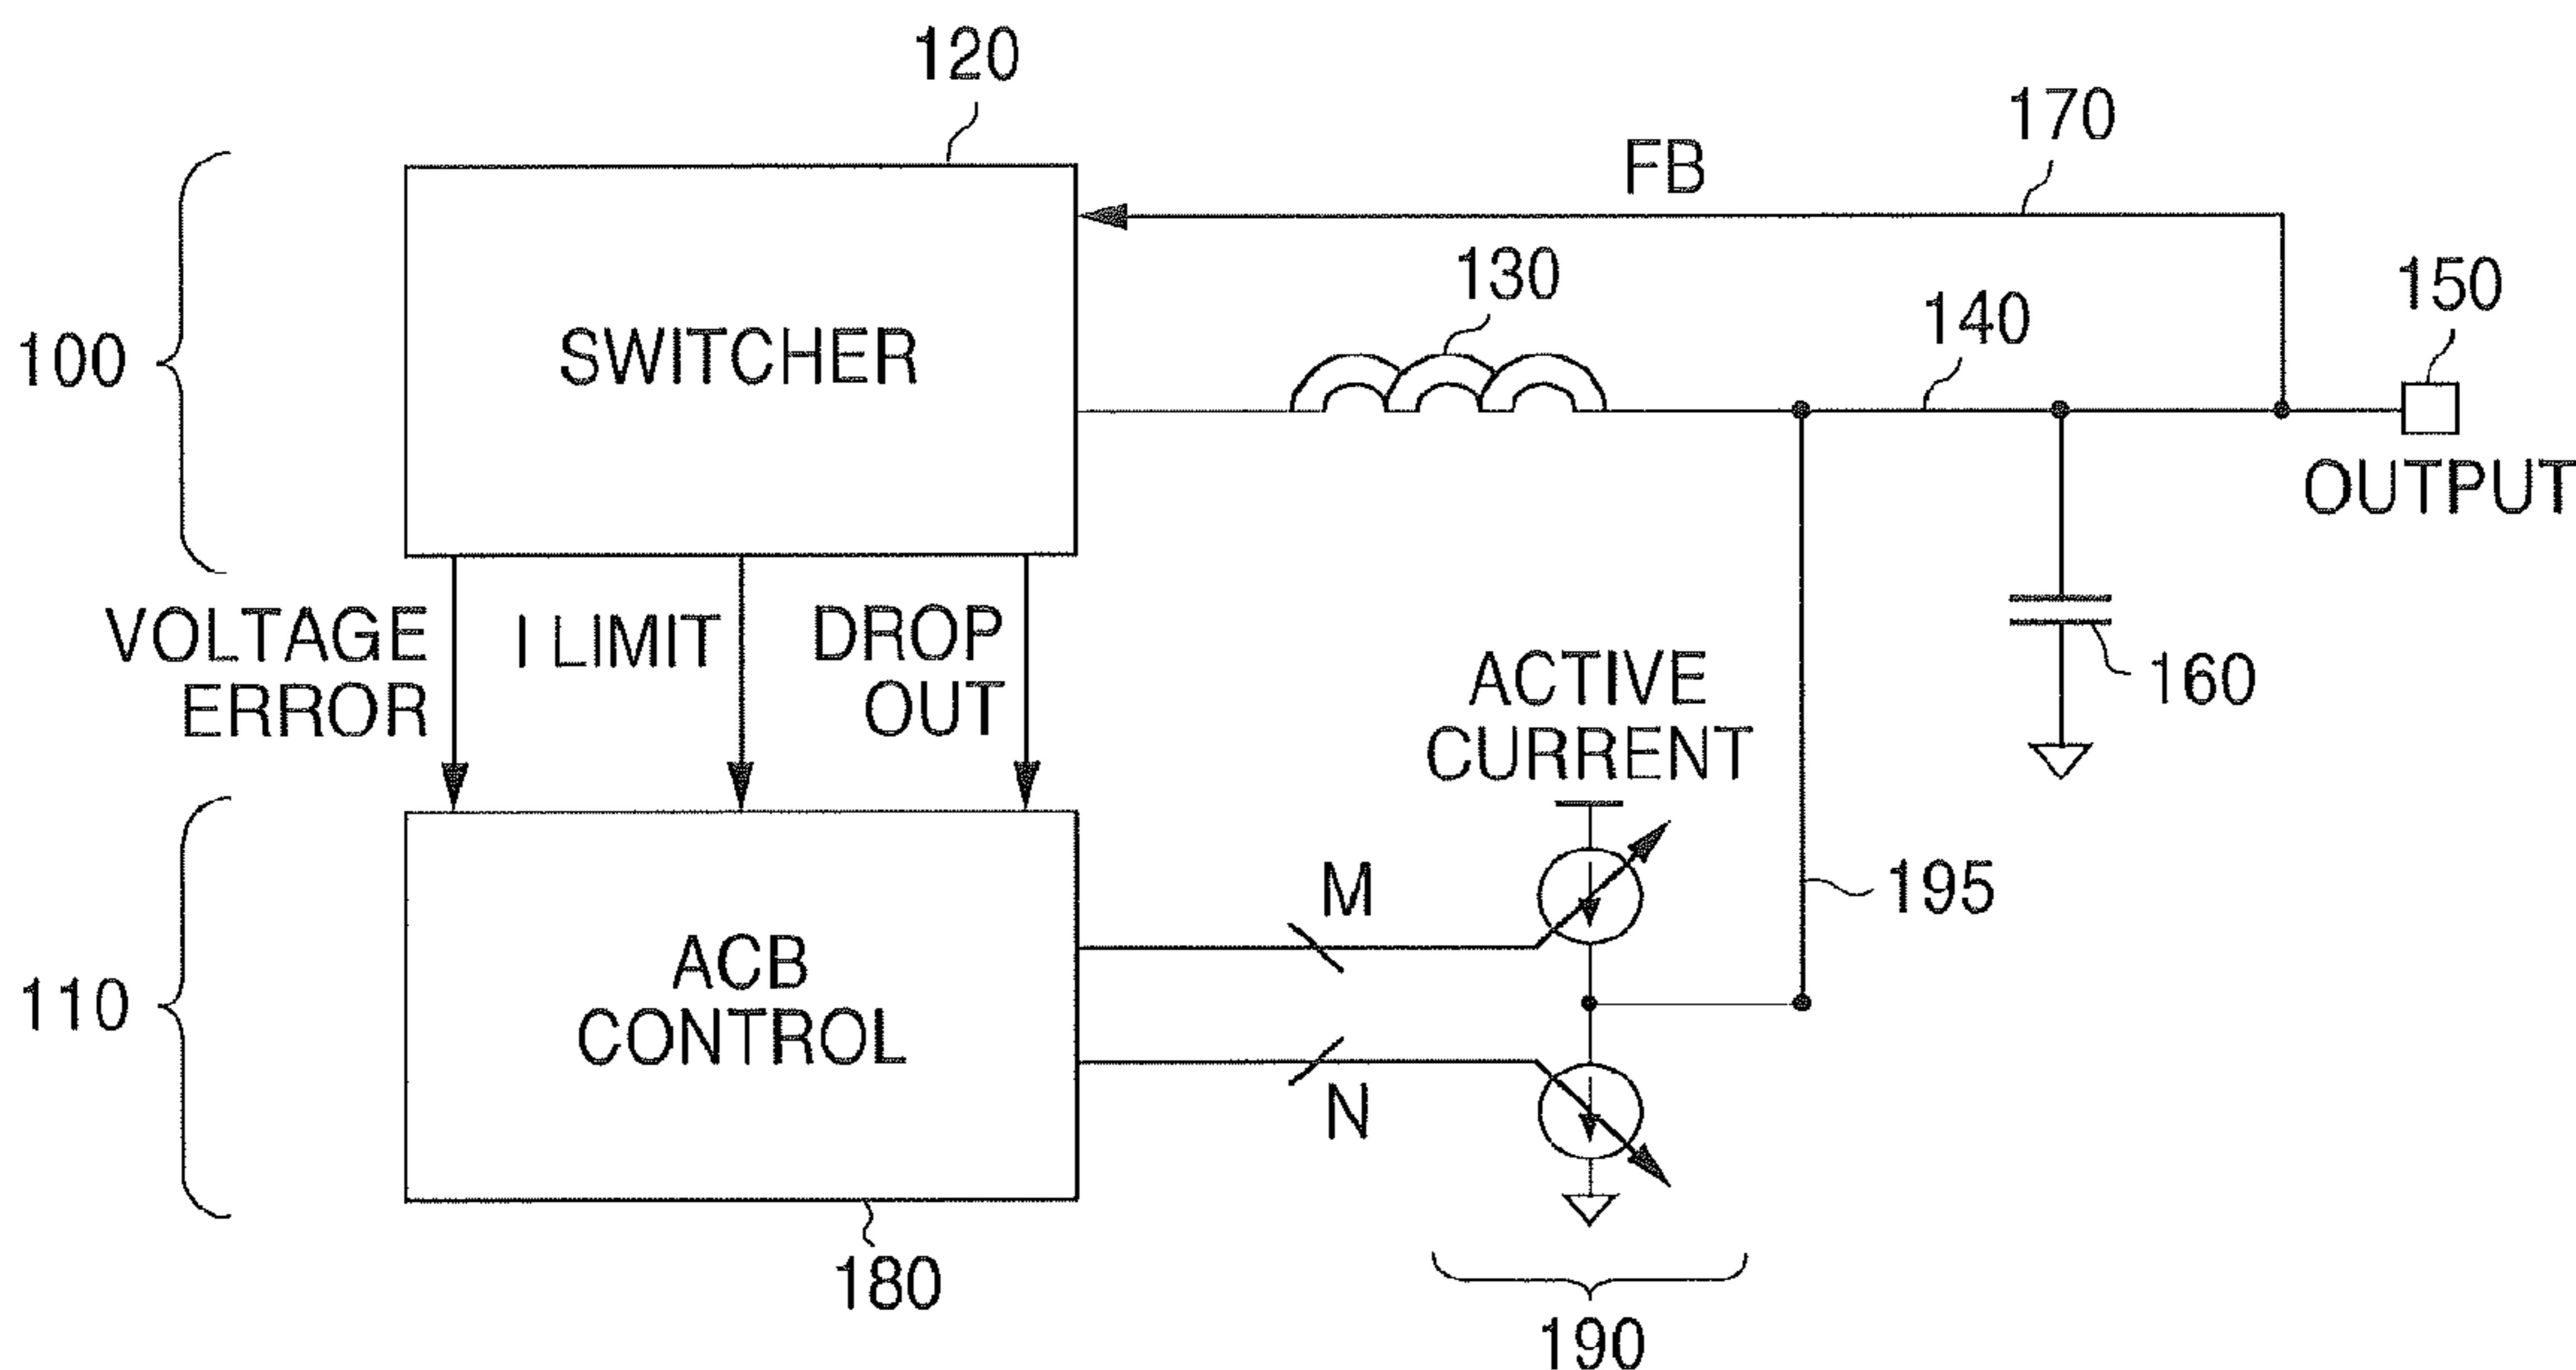 120
170
FB
130
150
140
100
SWITCHER
OUTPUT
VOLTAGE
ERROR
I LIMIT
DROP
OUT
160
ACTIVE
CURRENT
M
195
110
ACB
CONTROL
N
180
190